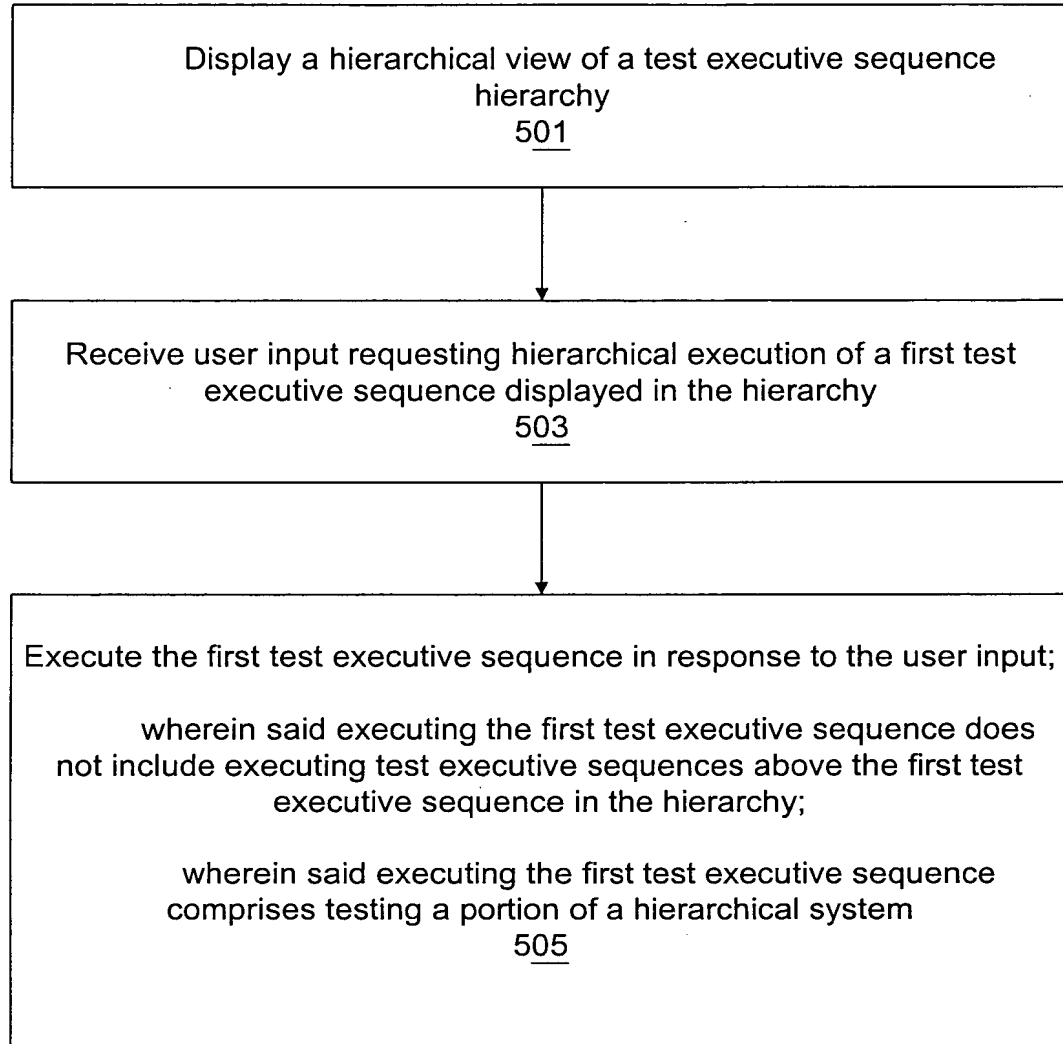 Display a hierarchical view of a test executive sequence
hierarchy
501
Receive user input requesting hierarchical execution of a first test
executive sequence displayed in the hierarchy
503
Execute the first test executive sequence in response to the user input;
wherein said executing the first test executive sequence does
not include executing test executive sequences above the first test
executive sequence in the hierarchy;
wherein said executing the first test executive sequence
comprises testing a portion of a hierarchical system
505